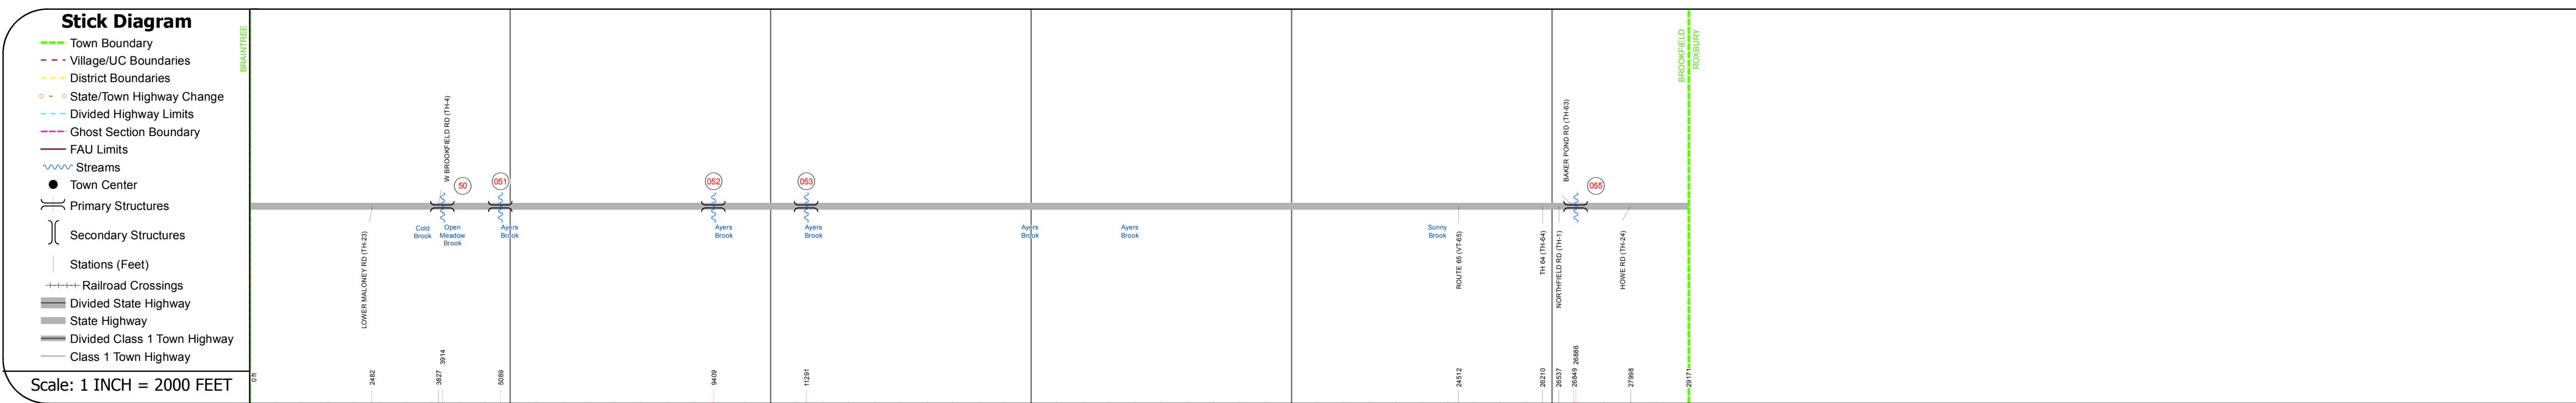 Stick Diagram
Town Boundary
Village/UC Boundaries
District Boundaries
State/Town Highway Change
Divided Highway Limits
Ghost Section Boundary
FAU Limits
Streams
Town Center
Primary Structures
Secondary Structures
Stations (Feet)
Railroad Crossings
Divided State Highway
State Highway
Divided Class 1 Town Highway
Class 1 Town Highway
Scale: 1 INCH = 2000 FEET
BRAINTREE
BROOKFIELD
ROXBURY
W BROOKFIELD RD (TH-4)
BAKER POND RD (TH-63)
50
051
052
053
055
Cold
Brook
Open
Meadow
Brook
Ayers
Brook
Ayers
Brook
Ayers
Brook
Ayers
Brook
Ayers
Brook
Sunny
Brook
LOWER MALONEY RD (TH-23)
ROUTE 65 (VT-65)
TH 64 (TH-64)
NORTHFIELD RD (TH-1)
HOWE RD (TH-24)
0 ft
2482
3827
3914
5089
9409
11291
24512
26210
26537
26849
26886
27998
29171